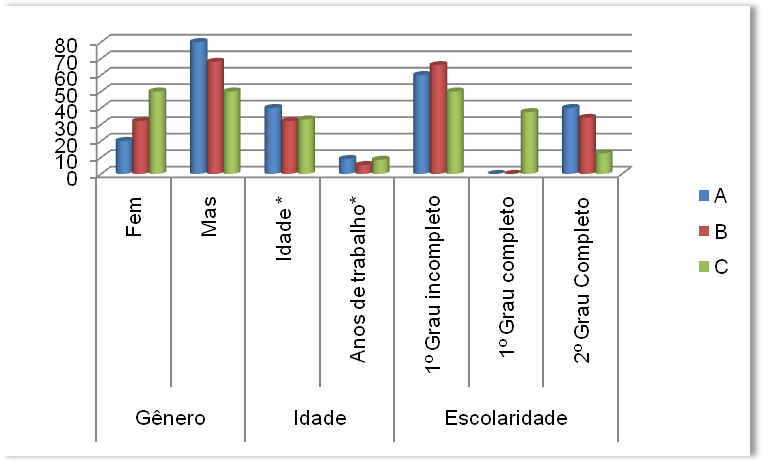 80
70
60
50
40
30
20
10
0
Fem
Mas
Idade *
Anos de trabalho*
1º Grau incompleto
1º Grau completo
2º Grau Completo
Gênero
Idade
Escolaridade
A
B
C